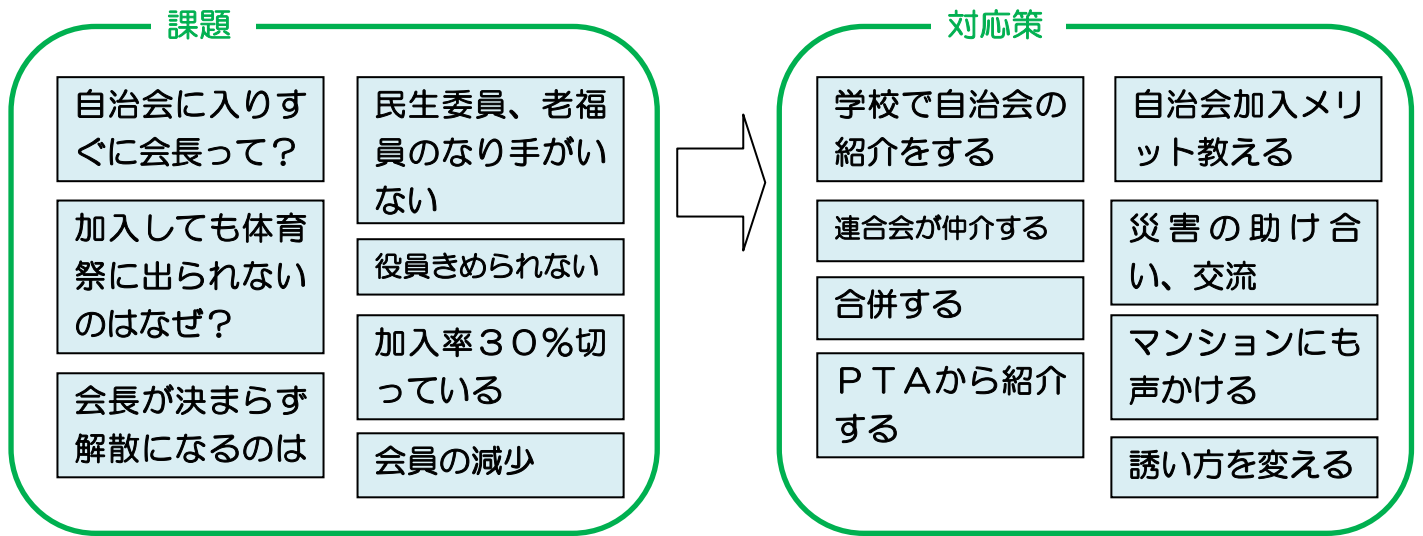 課題
自治会に入りす
ぐに会長って？
加入しても体育
祭に出られない
のはなぜ？
会長が決まらず
解散になるのは
民生委員、老福
員のなり手がい
ない
役員きめられない
加入率３０％切
っている
会員の減少
対応策
学校で自治会の
紹介をする
連合会が仲介する
合併する
ＰＴＡから紹介
する
自治会加入メリ
ット教える
災害の助け合
い、交流
マンションにも
声かける
誘い方を変える